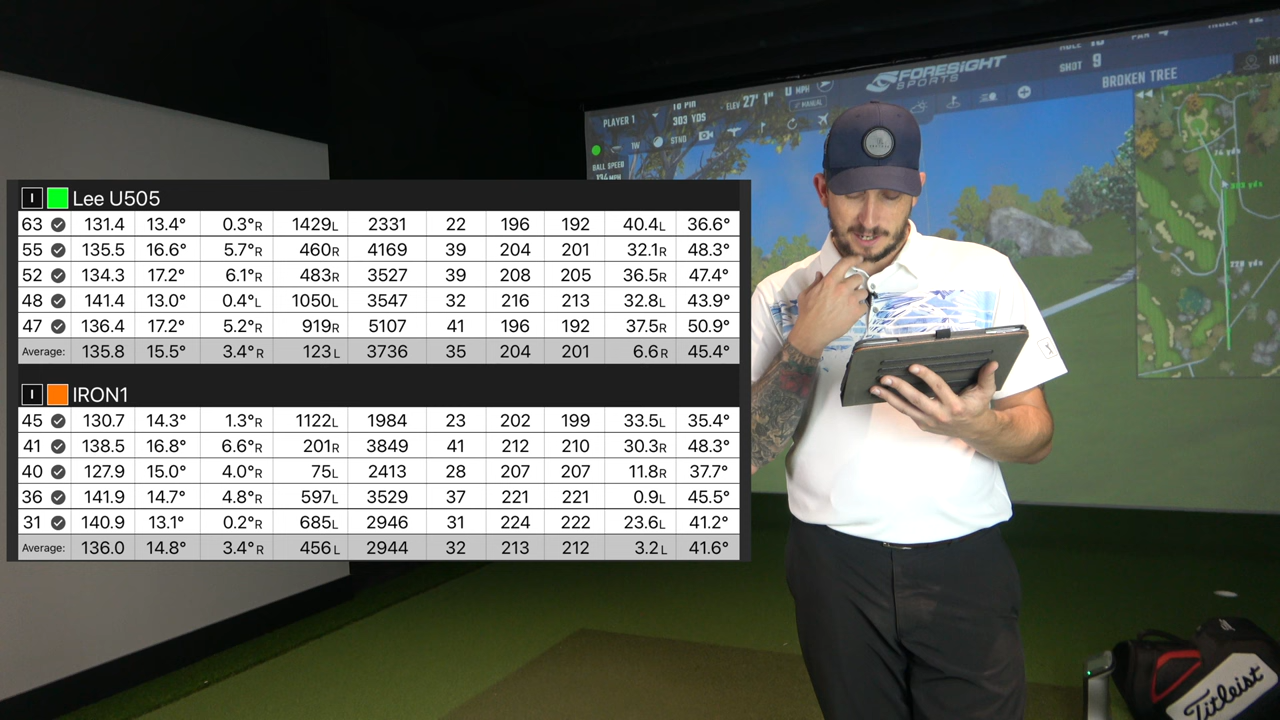 Lee U505
63 131.4 13.4° 0.3°R 1429L 2331 22 196 192 40.4L 36.6°
55 135.5 16.6° 5.7°R 460R 4169 39 204 201 32.1R 48.3°
52 134.3 17.2° 6.1°R 483R 3527 39 208 205 36.5R 47.4°
48 141.4 13.0° 0.4°L 1050L 3547 32 216 213 32.8L 43.9°
47 136.4 17.2° 5.2°R 919R 5107 41 196 192 37.5R 50.9°
Average: 135.8 15.5° 3.4°R 123L 3736 35 204 201 6.6R 45.4°
IRON1
45 130.7 14.3° 1.3°R 1122L 1984 23 202 199 33.5L 35.4°
41 138.5 16.8° 6.6°R 201R 3849 41 212 210 30.3R 48.3°
40 127.9 15.0° 4.0°R 75L 2413 28 207 207 11.8R 37.7°
36 141.9 14.7° 4.8°R 597L 3529 37 221 221 0.9L 45.5°
31 140.9 13.1° 0.2°R 685L 2946 31 224 222 23.6L 41.2°
Average: 136.0 14.8° 3.4°R 456L 2944 32 213 212 3.2L 41.6°
PLAYER 1
303 YDS
ELEV 27' 1"
MPH
MANUAL
1W
STND
BALL SPEED
FORESIGHT
SPORTS
SHOT 9
BROKEN TREE
Titleist